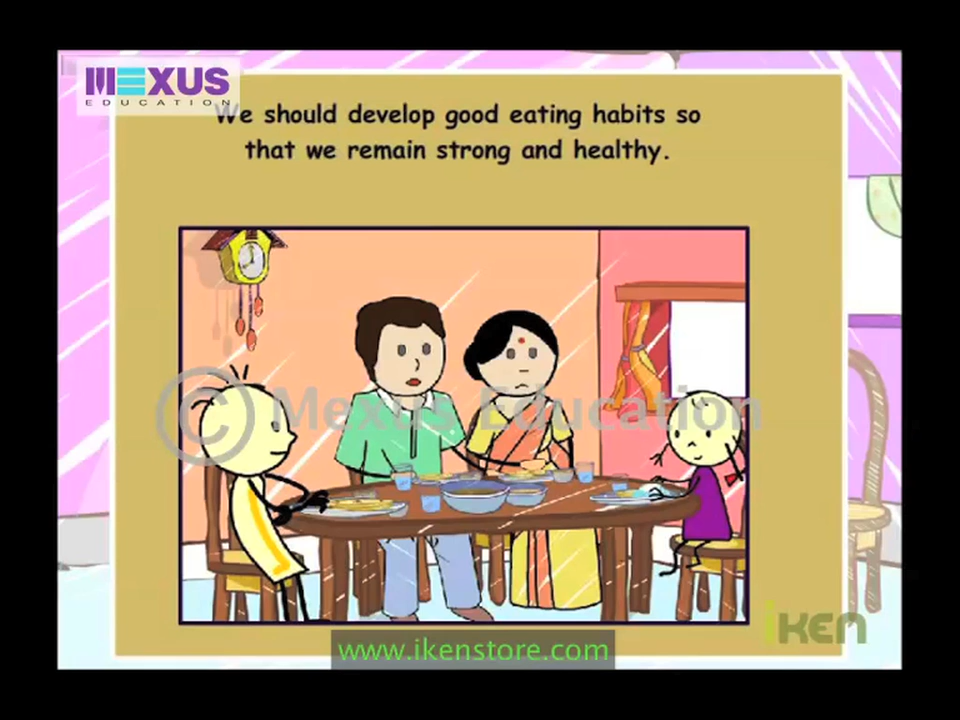 MEXUS
EDUCATION
We should develop good eating habits so
that we remain strong and healthy.
© Mexus Education
iKEN
www.ikenstore.com